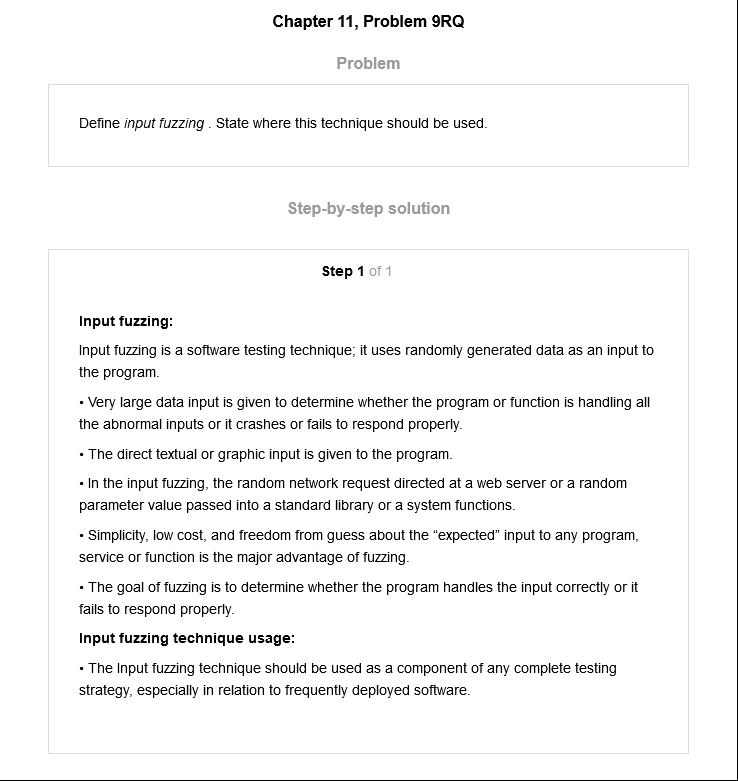 Chapter 11, Problem 9RQ
Problem
Define input fuzzing . State where this technique should be used.
Step-by-step solution
Step 1 of 1
Input fuzzing:
Input fuzzing is a software testing technique; it uses randomly generated data as an input to
the program.
• Very large data input is given to determine whether the program or function is handling all
the abnormal inputs or it crashes or fails to respond properly.
• The direct textual or graphic input is given to the program.
• In the input fuzzing, the random network request directed at a web server or a random
parameter value passed into a standard library or a system functions.
• Simplicity, low cost, and freedom from guess about the “expected” input to any program,
service or function is the major advantage of fuzzing.
• The goal of fuzzing is to determine whether the program handles the input correctly or it
fails to respond properly.
Input fuzzing technique usage:
• The Input fuzzing technique should be used as a component of any complete testing
strategy, especially in relation to frequently deployed software.